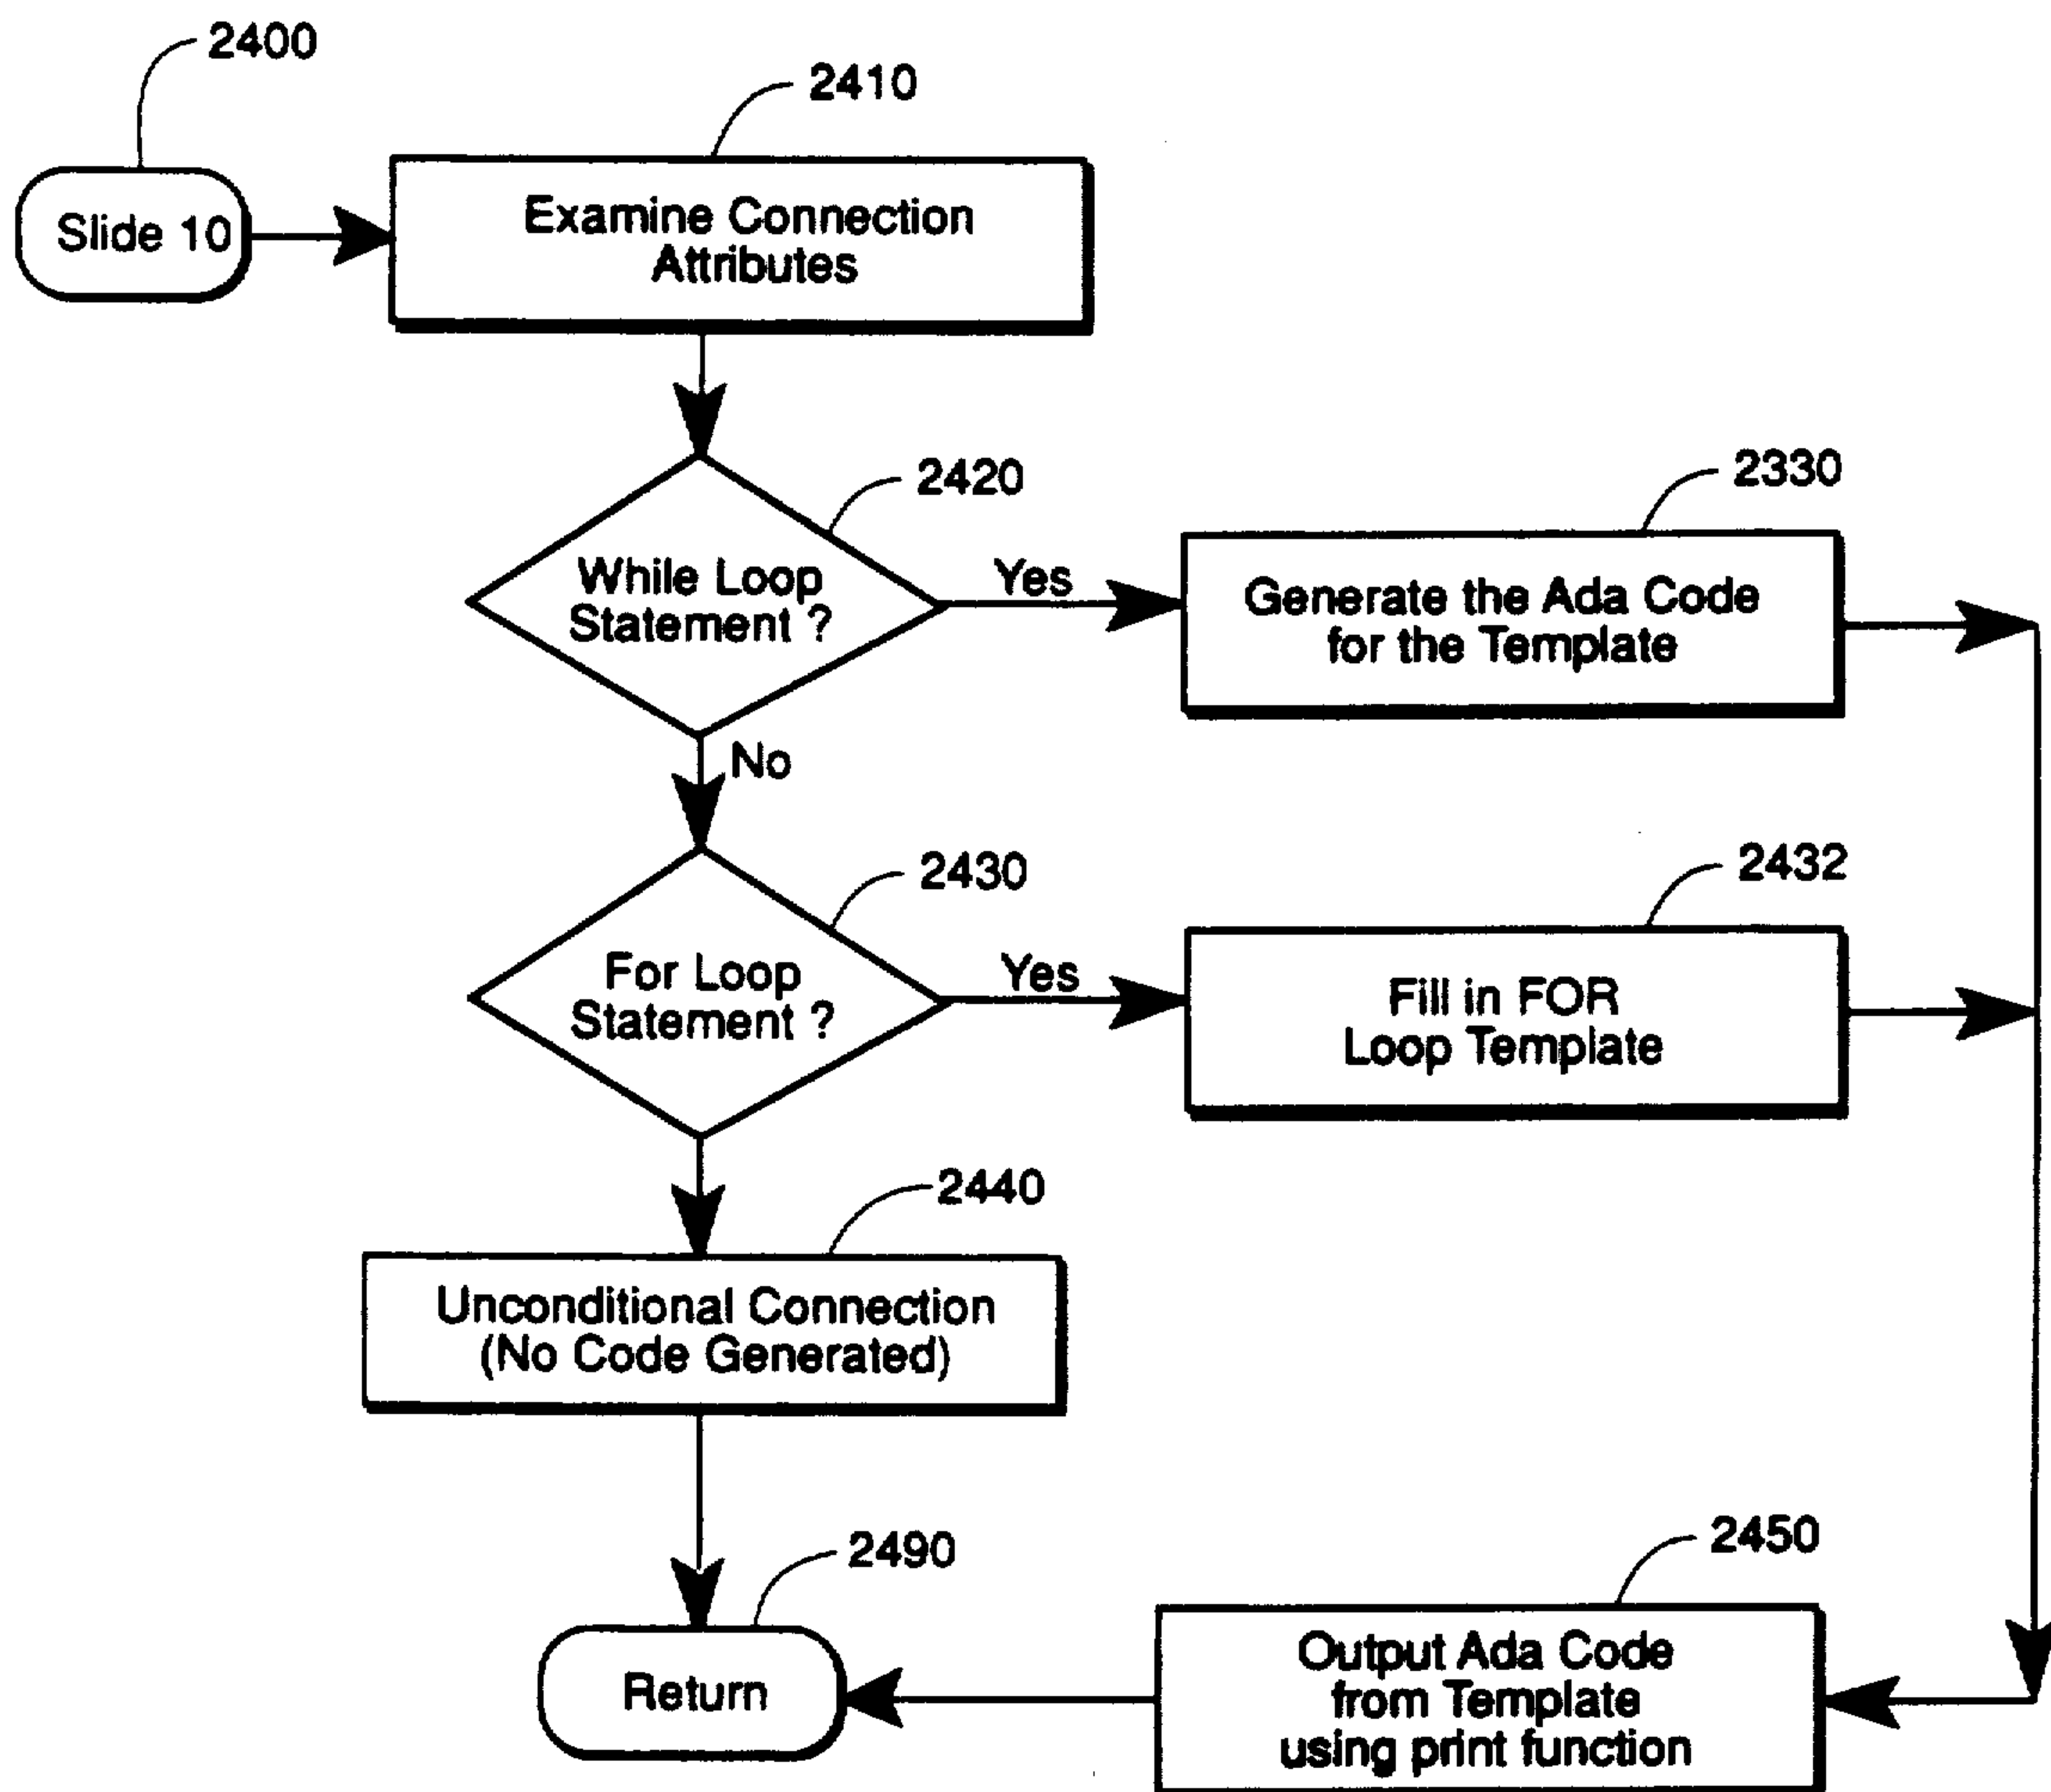 2400
2410
Slide 10
Examine Connection
Attributes
2420
2330
While Loop
Statement ?
Yes
Generate the Ada Code
for the Template
No
2430
2432
For Loop
Statement ?
Yes
Fill in FOR
Loop Template
2440
Unconditional Connection
(No Code Generated)
2490
2450
Return
Output Ada Code
from Template
using print function